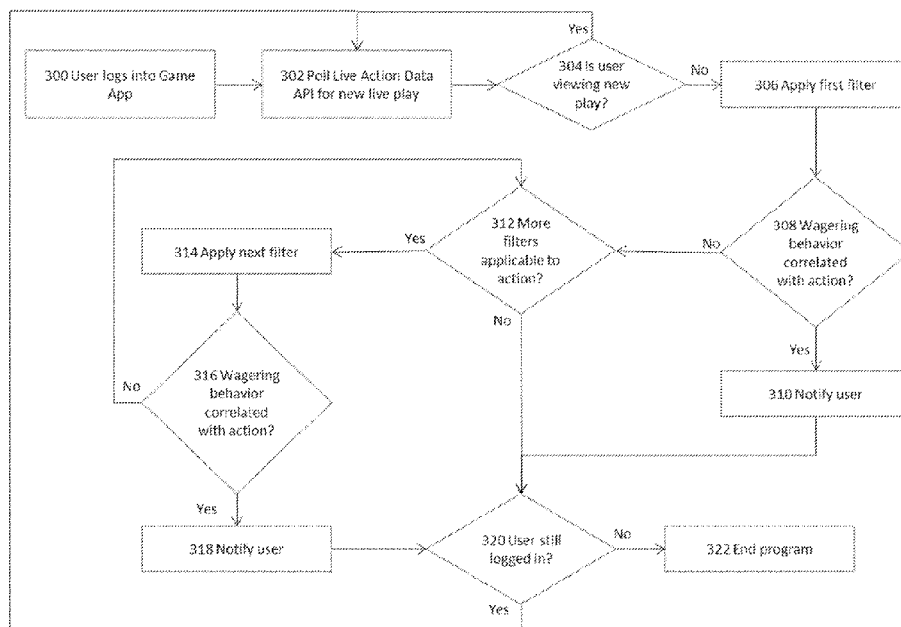 Yes
300 User logs into Game
App
302 Poll Live Action Data
API for new live play
304 Is user
viewing new
play?
No
306 Apply first filter
314 Apply next filter
Yes
312 More
filters
applicable to
action?
No
308 Wagering
behavior
correlated
with action?
No
Yes
No
316 Wagering
behavior
correlated
with action?
310 Notify user
Yes
318 Notify user
320 User still
logged in?
No
322 End program
Yes